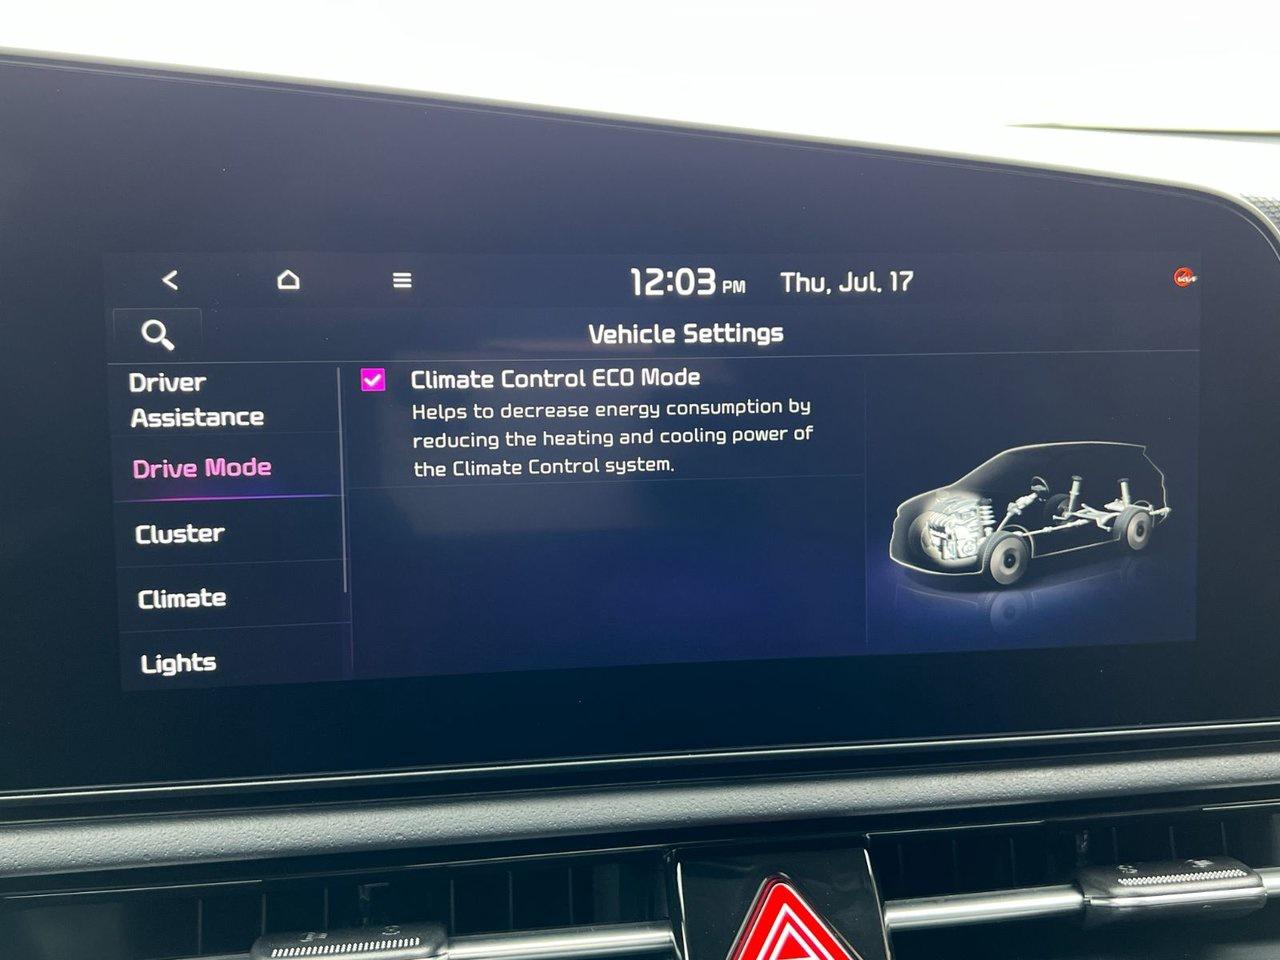 12:03 PM Thu, Jul. 17
Vehicle Settings
Driver
Assistance
Drive Mode
Cluster
Climate
Lights
Climate Control ECO Mode
Helps to decrease energy consumption by
reducing the heating and cooling power of
the Climate Control system.